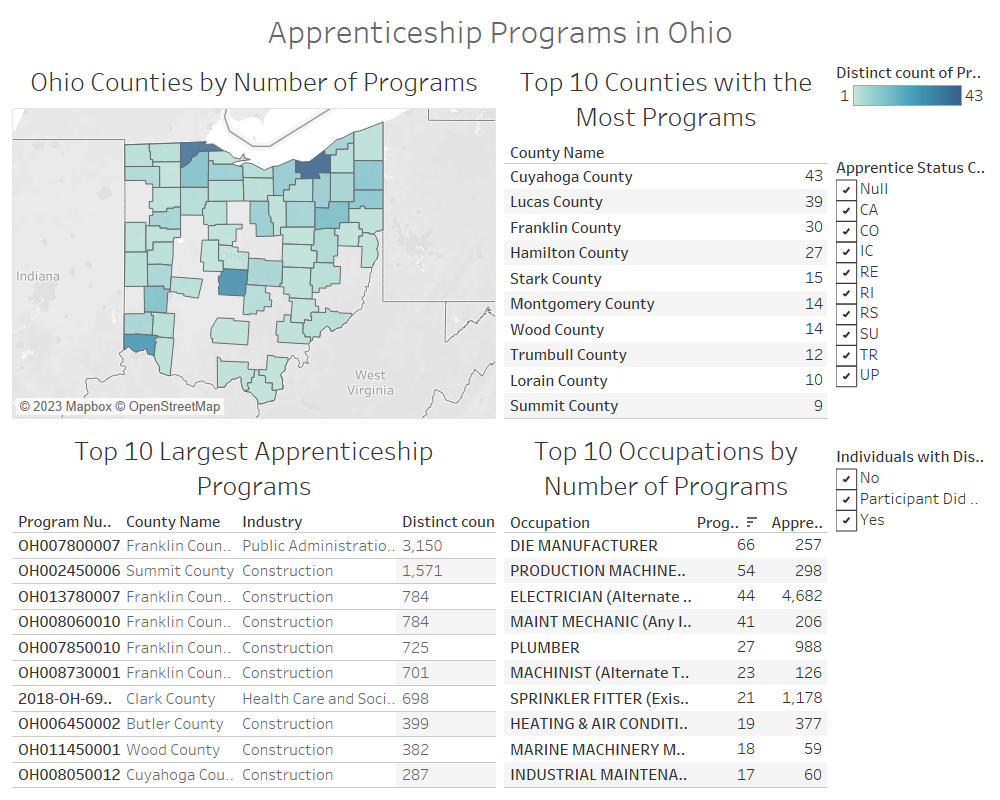 Apprenticeship Programs in Ohio
Ohio Counties by Number of Programs
Indiana
Ohio
West
Virginia
© 2023 Mapbox © OpenStreetMap
Top 10 Counties with the
Most Programs
County Name
Cuyahoga County 43
Lucas County 39
Franklin County 30
Hamilton County 27
Stark County 15
Montgomery County 14
Wood County 14
Trumbull County 12
Lorain County 10
Summit County 9
Distinct count of Pr..
1 43
Apprentice Status C..
Null
CA
CO
IC
RE
RI
RS
SU
TR
UP
Top 10 Largest Apprenticeship
Programs
Program Nu.. County Name Industry Distinct coun
OH007800007 Franklin Coun.. Public Administratio.. 3,150
OH002450006 Summit County Construction 1,571
OH013780007 Franklin Coun.. Construction 784
OH008060010 Franklin Coun.. Construction 784
OH007850010 Franklin Coun.. Construction 725
OH008730001 Franklin Coun.. Construction 701
2018-OH-69.. Clark County Health Care and Soci.. 698
OH006450002 Butler County Construction 399
OH011450001 Wood County Construction 382
OH008050012 Cuyahoga Cou.. Construction 287
Top 10 Occupations by
Number of Programs
Occupation Prog.. Appre..
DIE MANUFACTURER 66 257
PRODUCTION MACHINE.. 54 298
ELECTRICIAN (Alternate .. 44 4,682
MAINT MECHANIC (Any I.. 41 206
PLUMBER 27 988
MACHINIST (Alternate T.. 23 126
SPRINKLER FITTER (Exis.. 21 1,178
HEATING & AIR CONDITI.. 19 377
MARINE MACHINERY M.. 18 59
INDUSTRIAL MAINTENA.. 17 60
Individuals with Dis..
No
Participant Did ..
Yes